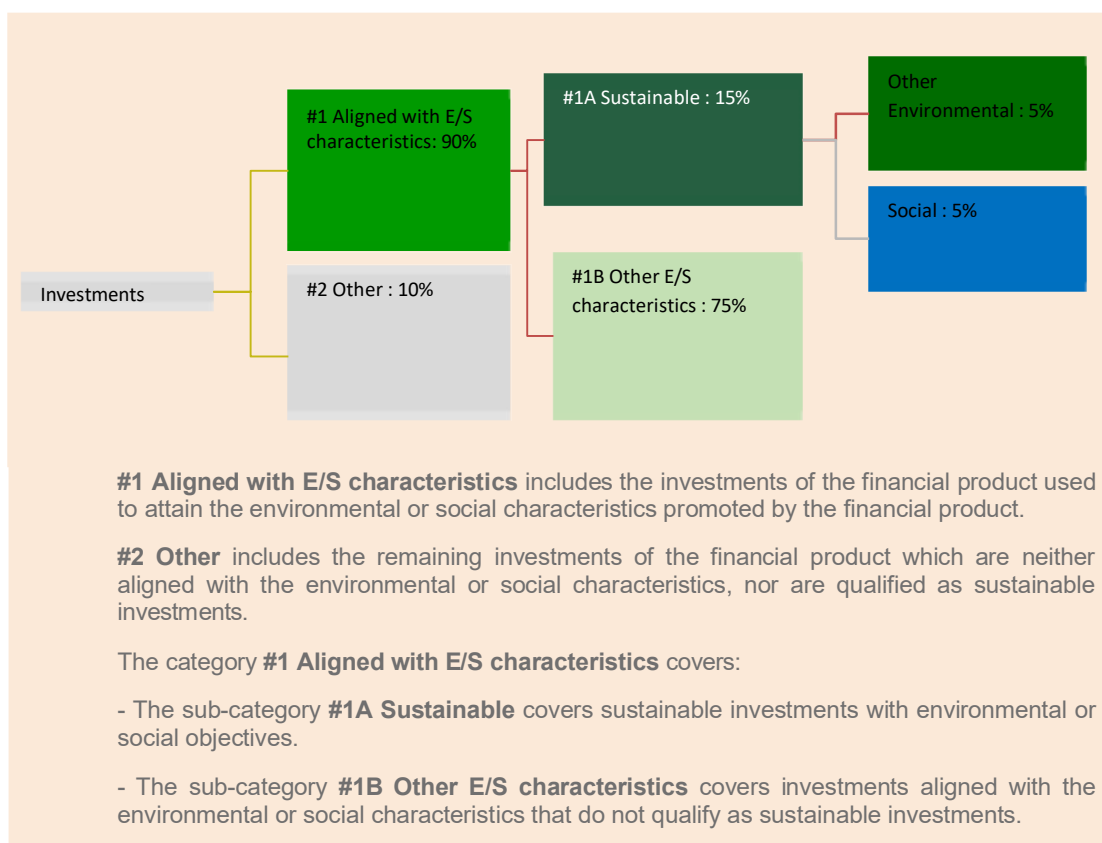 #1 Aligned with E/S
characteristics: 90%
#1A Sustainable : 15%
Other
Environmental : 5%
Social : 5%
Investments
#2 Other : 10%
#1B Other E/S
characteristics : 75%
#1 Aligned with E/S characteristics includes the investments of the financial product used
to attain the environmental or social characteristics promoted by the financial product.
#2 Other includes the remaining investments of the financial product which are neither
aligned with the environmental or social characteristics, nor are qualified as sustainable
investments.
The category #1 Aligned with E/S characteristics covers:
- The sub-category #1A Sustainable covers sustainable investments with environmental or
social objectives.
- The sub-category #1B Other E/S characteristics covers investments aligned with the
environmental or social characteristics that do not qualify as sustainable investments.